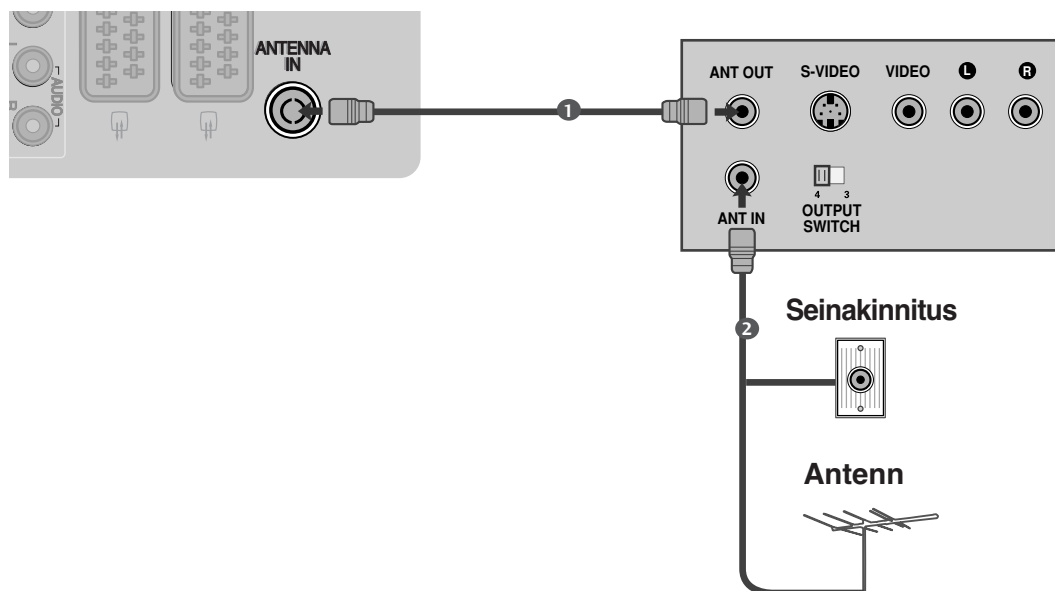 ANTENNA
IN
AUDIO
R
1
ANT OUT
S-VIDEO
VIDEO
L
R
4 3
ANT IN
OUTPUT
SWITCH
2
Seinakinnitus
Antenn